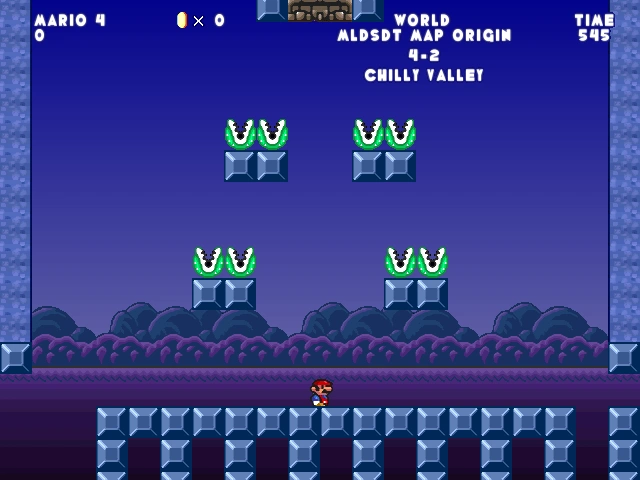 MARIO 4
0
× 0
WORLD
MLDSDT MAP ORIGIN
4-2
CHILLY VALLEY
TIME
545